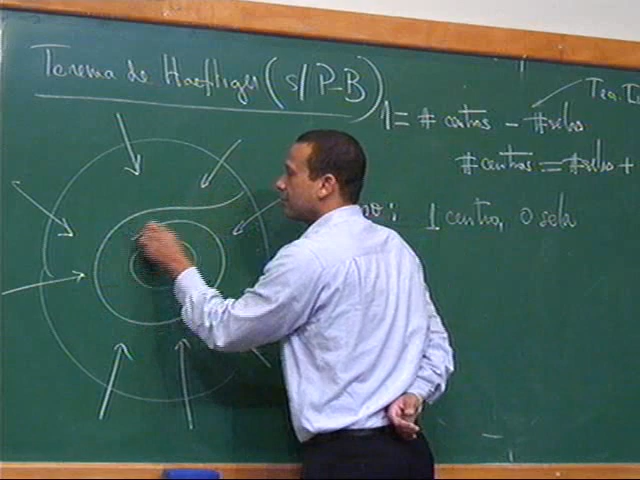 Teorema de Haefliger (s/ P-B)
Teo. I
1 = # centros - # selas
# centros = # selas +
: 1 centro, 0 sela